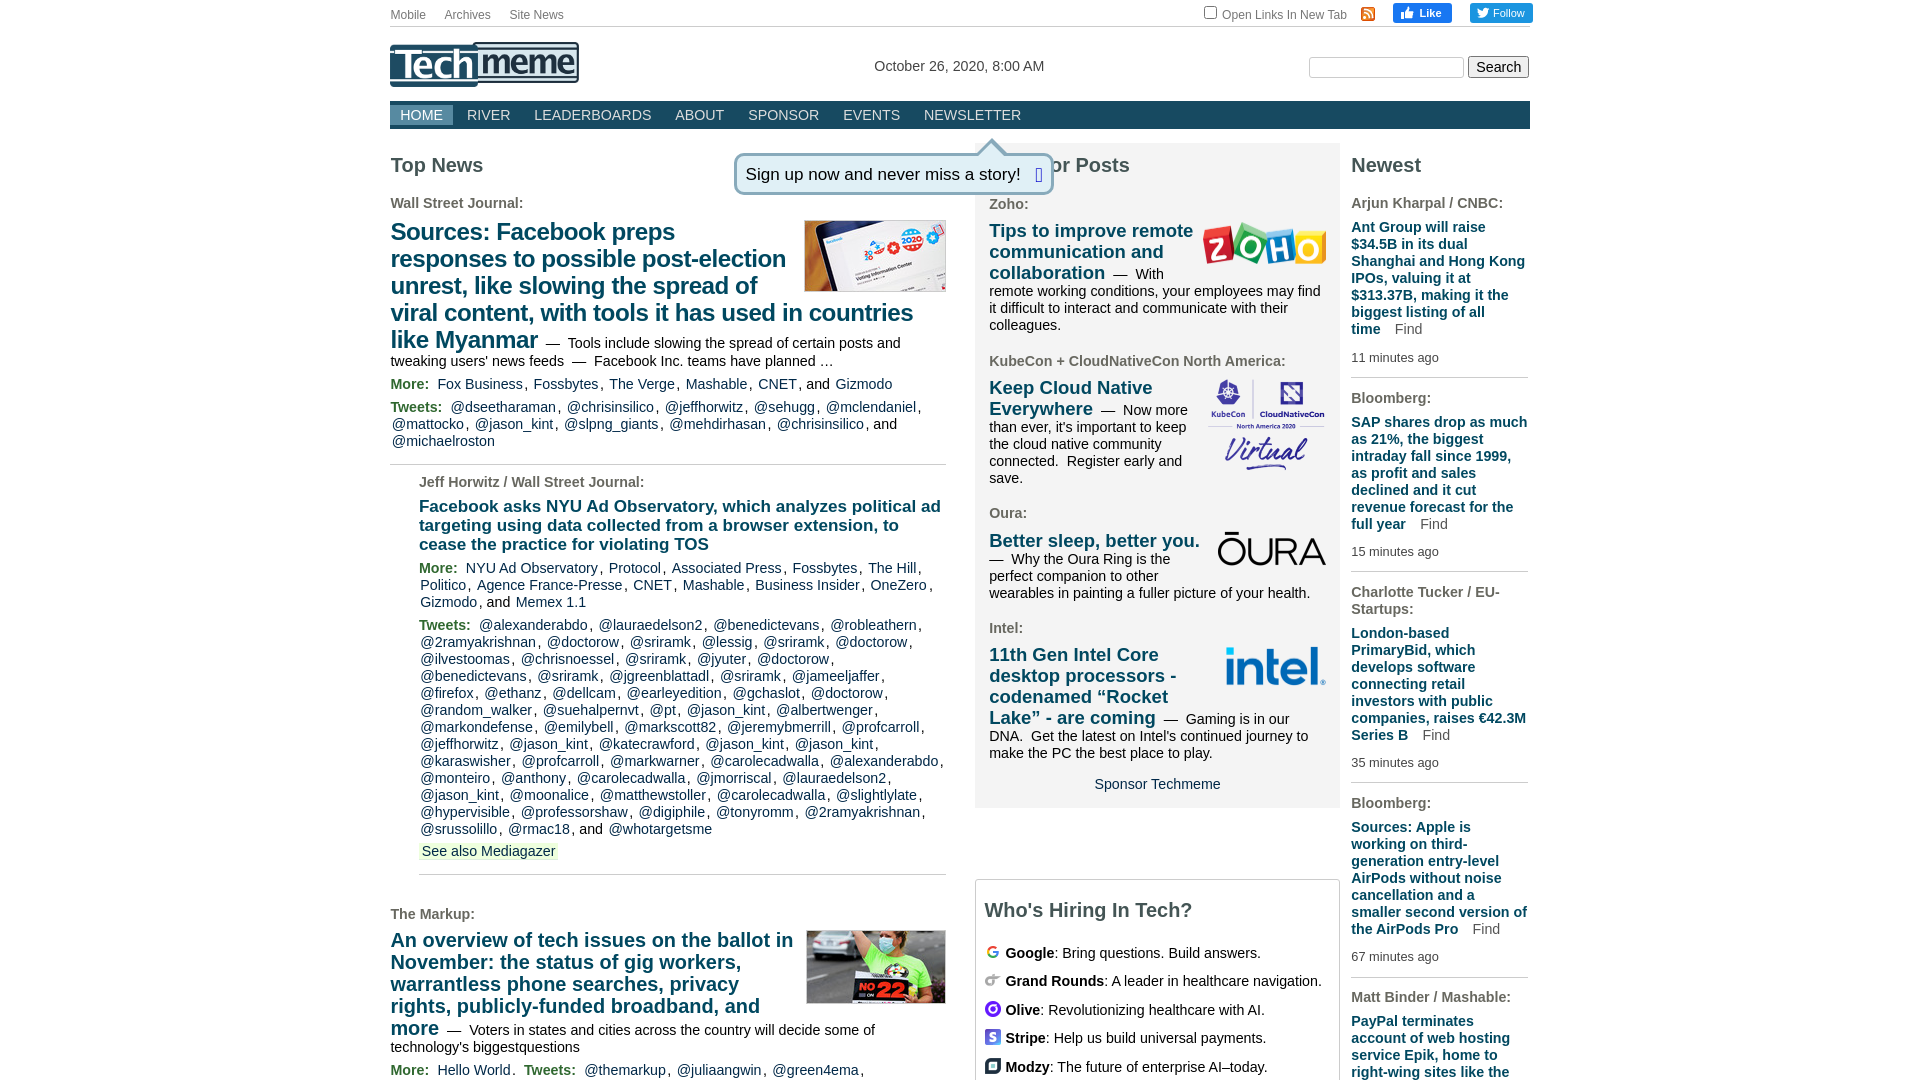 Mobile Archives Site News
Open Links In New Tab Like Follow
Techmeme
October 26, 2020, 8:00 AM
Search
HOME RIVER LEADERBOARDS ABOUT SPONSOR EVENTS NEWSLETTER
Sign up now and never miss a story!
Top News
Wall Street Journal:
Sources: Facebook preps
responses to possible post-election
unrest, like slowing the spread of
viral content, with tools it has used in countries
like Myanmar — Tools include slowing the spread of certain posts and
tweaking users' news feeds — Facebook Inc. teams have planned …
More: Fox Business, Fossbytes, The Verge, Mashable, CNET, and Gizmodo
Tweets: @dseetharaman, @chrisinsilico, @jeffhorwitz, @sehugg, @mclendaniel,
@mattocko, @jason_kint, @slpng_giants, @mehdirhasan, @chrisinsilico, and
@michaelroston
Jeff Horwitz / Wall Street Journal:
Facebook asks NYU Ad Observatory, which analyzes political ad
targeting using data collected from a browser extension, to
cease the practice for violating TOS
More: NYU Ad Observatory, Protocol, Associated Press, Fossbytes, The Hill,
Politico, Agence France-Presse, CNET, Mashable, Business Insider, OneZero,
Gizmodo, and Memex 1.1
Tweets: @alexanderabdo, @lauraedelson2, @benedictevans, @robleathern,
@2ramyakrishnan, @doctorow, @sriramk, @lessig, @sriramk, @doctorow,
@ilvestoomas, @chrisnoessel, @sriramk, @jyuter, @doctorow,
@benedictevans, @sriramk, @jgreenblattadl, @sriramk, @jameeljaffer,
@firefox, @ethanz, @dellcam, @earleyedition, @gchaslot, @doctorow,
@random_walker, @suehalpernvt, @pt, @jason_kint, @albertwenger,
@markondefense, @emilybell, @markscott82, @jeremybmerrill, @profcarroll,
@jeffhorwitz, @jason_kint, @katecrawford, @jason_kint, @jason_kint,
@karaswisher, @profcarroll, @markwarner, @carolecadwalla, @alexanderabdo,
@monteiro, @anthony, @carolecadwalla, @jmorriscal, @lauraedelson2,
@jason_kint, @moonalice, @matthewstoller, @carolecadwalla, @slightlylate,
@hypervisible, @professorshaw, @digiphile, @tonyromm, @2ramyakrishnan,
@srussolillo, @rmac18, and @whotargetsme
See also Mediagazer
The Markup:
An overview of tech issues on the ballot in
November: the status of gig workers,
warrantless phone searches, privacy
rights, publicly-funded broadband, and
more — Voters in states and cities across the country will decide some of
technology's biggestquestions
More: Hello World. Tweets: @themarkup, @juliaangwin, @green4ema,
2020
2020
Voting Information Center
NO
ON 22
or Posts
Zoho:
Tips to improve remote
communication and
collaboration — With
remote working conditions, your employees may find
it difficult to interact and communicate with their
colleagues.
ZOHO
KubeCon + CloudNativeCon North America:
Keep Cloud Native
Everywhere — Now more
than ever, it's important to keep
the cloud native community
connected. Register early and
save.
KubeCon CloudNativeCon
North America 2020
Virtual
Oura:
Better sleep, better you.
— Why the Oura Ring is the
perfect companion to other
wearables in painting a fuller picture of your health.
ŌURA
Intel:
11th Gen Intel Core
desktop processors -
codenamed “Rocket
Lake” - are coming — Gaming is in our
DNA. Get the latest on Intel's continued journey to
make the PC the best place to play.
intel.
Sponsor Techmeme
Who's Hiring In Tech?
Google: Bring questions. Build answers.
Grand Rounds: A leader in healthcare navigation.
Olive: Revolutionizing healthcare with AI.
Stripe: Help us build universal payments.
Modzy: The future of enterprise AI–today.
Newest
Arjun Kharpal / CNBC:
Ant Group will raise
$34.5B in its dual
Shanghai and Hong Kong
IPOs, valuing it at
$313.37B, making it the
biggest listing of all
time Find
11 minutes ago
Bloomberg:
SAP shares drop as much
as 21%, the biggest
intraday fall since 1999,
as profit and sales
declined and it cut
revenue forecast for the
full year Find
15 minutes ago
Charlotte Tucker / EU-
Startups:
London-based
PrimaryBid, which
develops software
connecting retail
investors with public
companies, raises €42.3M
Series B Find
35 minutes ago
Bloomberg:
Sources: Apple is
working on third-
generation entry-level
AirPods without noise
cancellation and a
smaller second version of
the AirPods Pro Find
67 minutes ago
Matt Binder / Mashable:
PayPal terminates
account of web hosting
service Epik, home to
right-wing sites like the